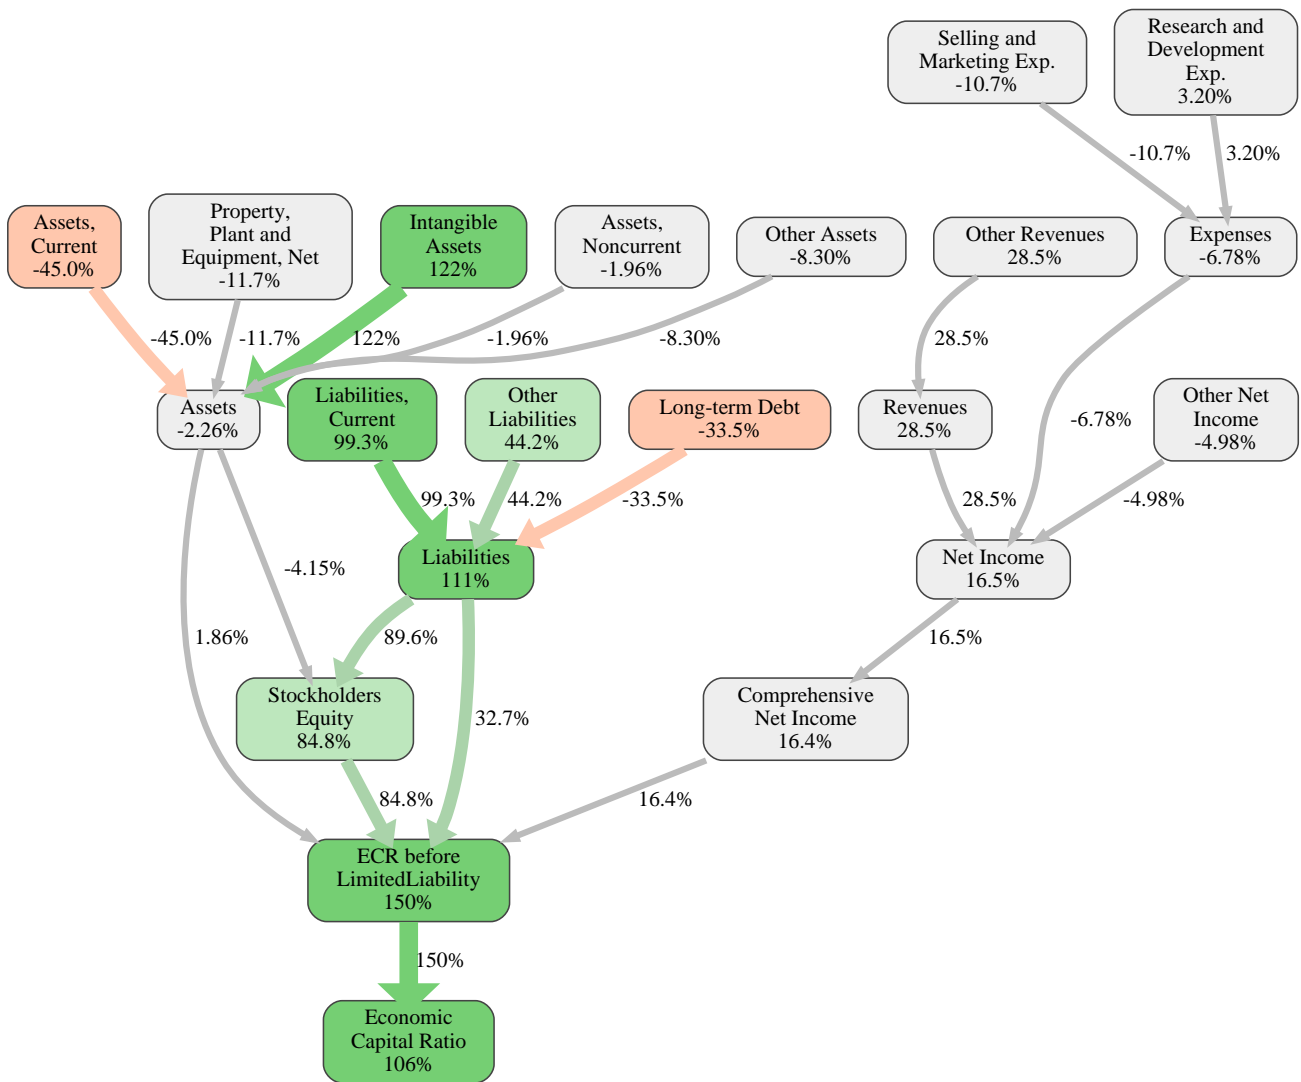 Selling and
Marketing Exp.
-10.7%
Research and
Development
Exp.
3.20%
-10.7%
3.20%
Assets,
Current
-45.0%
Property,
Plant and
Equipment, Net
-11.7%
Intangible
Assets
122%
Assets,
Noncurrent
-1.96%
Other Assets
-8.30%
Other Revenues
28.5%
Expenses
-6.78%
-45.0%
-11.7%
122%
-1.96%
-8.30%
28.5%
Assets
-2.26%
Liabilities,
Current
99.3%
Other
Liabilities
44.2%
Long-term Debt
-33.5%
Revenues
28.5%
-6.78%
Other Net
Income
-4.98%
99.3%
44.2%
-33.5%
28.5%
-4.98%
-4.15%
Liabilities
111%
Net Income
16.5%
1.86%
89.6%
16.5%
Stockholders
Equity
84.8%
32.7%
Comprehensive
Net Income
16.4%
84.8%
16.4%
ECR before
LimitedLiability
150%
150%
Economic
Capital Ratio
106%